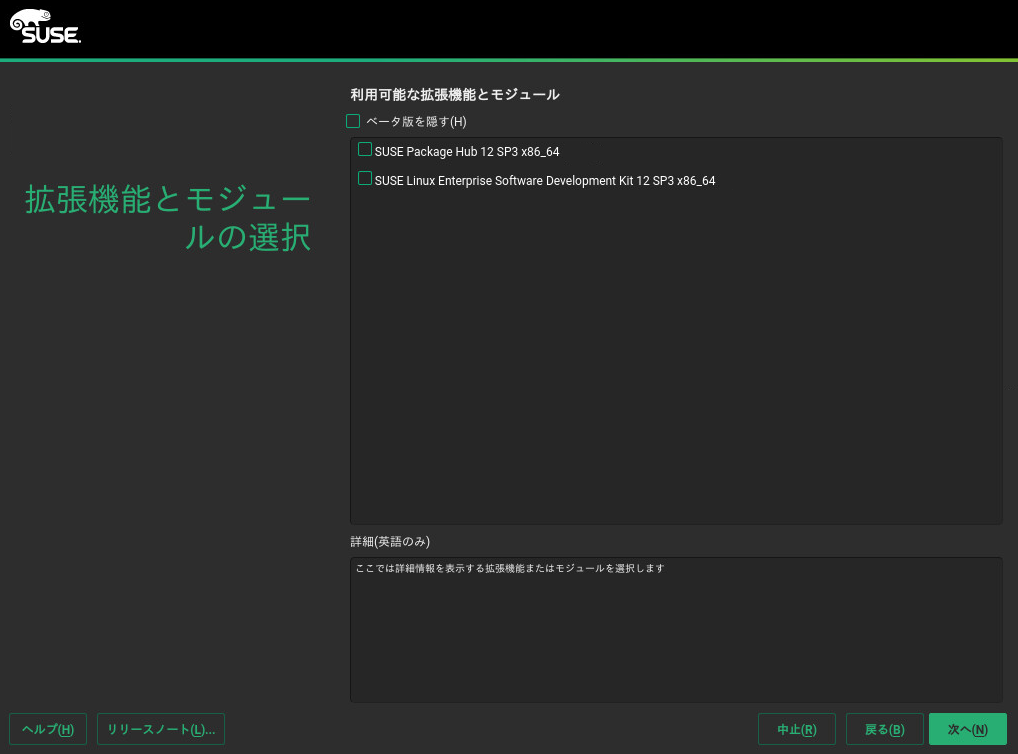 SUSE.
利用可能な拡張機能とモジュール
ベータ版を隠す(H)
SUSE Package Hub 12 SP3 x86_64
SUSE Linux Enterprise Software Development Kit 12 SP3 x86_64
拡張機能とモジュー
ルの選択
詳細(英語のみ)
ここでは詳細情報を表示する拡張機能またはモジュールを選択します
ヘルプ(H)
リリースノート(L)...
中止(R)
戻る(B)
次へ(N)